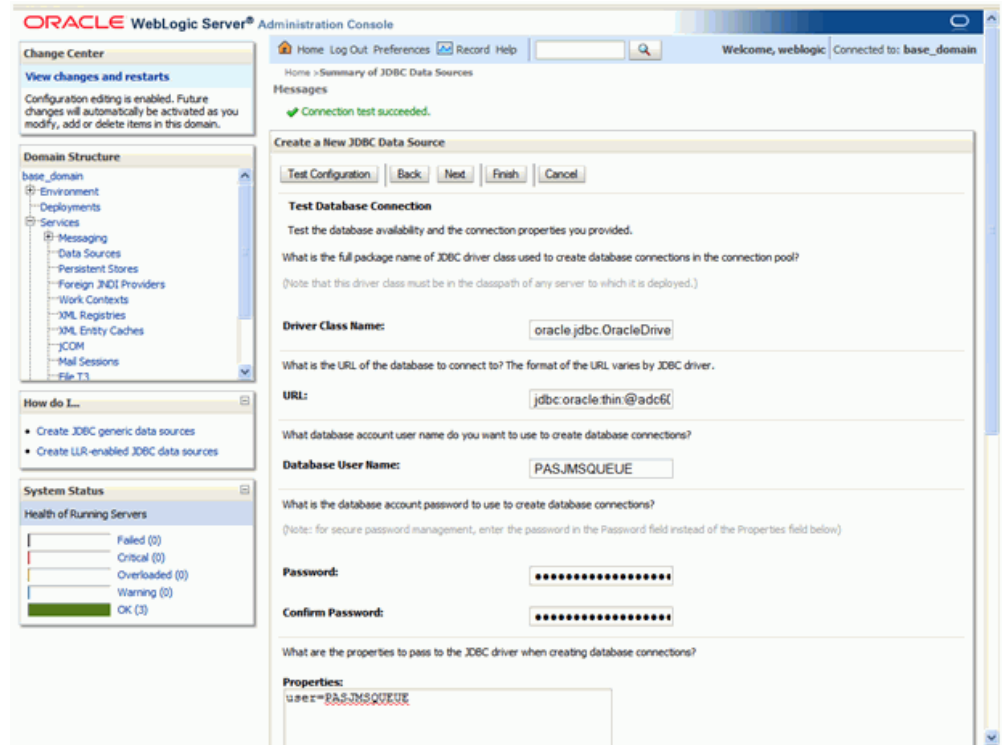 ORACLE WebLogic Server® Administration Console
Change Center
View changes and restarts
Configuration editing is enabled. Future
changes will automatically be activated as you
modify, add or delete items in this domain.
Domain Structure
base_domain
Environment
Deployments
Services
Messaging
Data Sources
Persistent Stores
Foreign JNDI Providers
Work Contexts
XML Registries
XML Entity Caches
jCOM
Mail Sessions
File T3
How do I...
• Create JDBC generic data sources
• Create LLR-enabled JDBC data sources
System Status
Health of Running Servers
Failed (0)
Critical (0)
Overloaded (0)
Warning (0)
OK (3)
Home Log Out Preferences Record Help
Welcome, weblogic Connected to: base_domain
Home >Summary of JDBC Data Sources
Messages
Connection test succeeded.
Create a New JDBC Data Source
Test Configuration Back Next Finish Cancel
Test Database Connection
Test the database availability and the connection properties you provided.
What is the full package name of JDBC driver class used to create database connections in the connection pool?
(Note that this driver class must be in the classpath of any server to which it is deployed.)
Driver Class Name: oracle.jdbc.OracleDrive
What is the URL of the database to connect to? The format of the URL varies by JDBC driver.
URL: jdbc:oracle:thin:@adc6(
What database account user name do you want to use to create database connections?
Database User Name: PASJMSQUEUE
What is the database account password to use to create database connections?
(Note: for secure password management, enter the password in the Password field instead of the Properties field below)
Password: ●●●●●●●●●●●●●●●●●●
Confirm Password: ●●●●●●●●●●●●●●●●●●
What are the properties to pass to the JDBC driver when creating database connections?
Properties:
user=PASJMSQUEUE